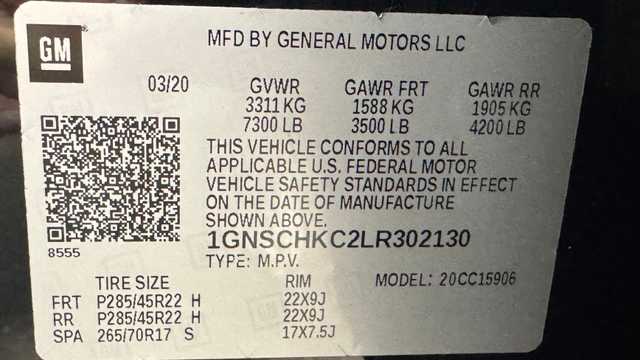 GM
MFD BY GENERAL MOTORS LLC
03/20 GVWR GAWR FRT GAWR RR
3311 KG 1588 KG 1905 KG
7300 LB 3500 LB 4200 LB
THIS VEHICLE CONFORMS TO ALL
APPLICABLE U.S. FEDERAL MOTOR
VEHICLE SAFETY STANDARDS IN EFFECT
ON THE DATE OF MANUFACTURE
SHOWN ABOVE.
8555 1GNSCHKC2LR302130
TYPE: M.P.V.
TIRE SIZE RIM MODEL: 20CC15906
FRT P285/45R22 H 22X9J
RR P285/45R22 H 22X9J
SPA 265/70R17 S 17X7.5J